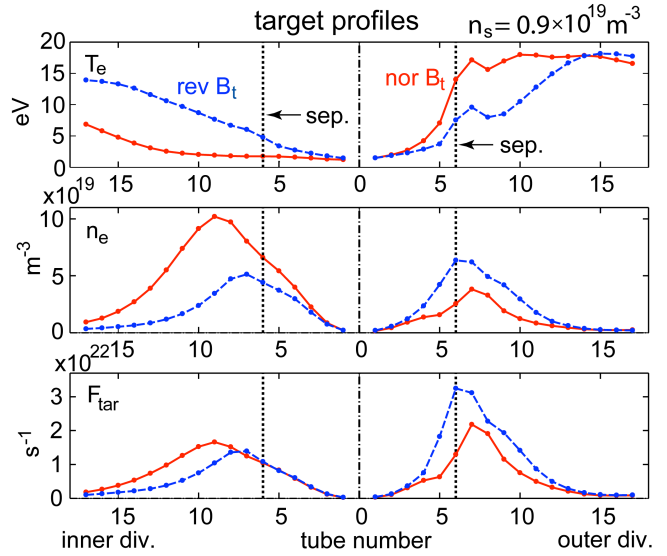 target profiles
n_s = 0.9×10^19 m^-3
20
T_e
rev B_t
nor B_t
15
eV
10
sep.
5
sep.
0
x10^19
15
10
5
5
10
15
10
n_e
m^-3
5
0
x10^22
15
10
5
5
10
15
3
F_tar
2
s^-1
1
0
15
10
5
0
5
10
15
inner div.
tube number
outer div.